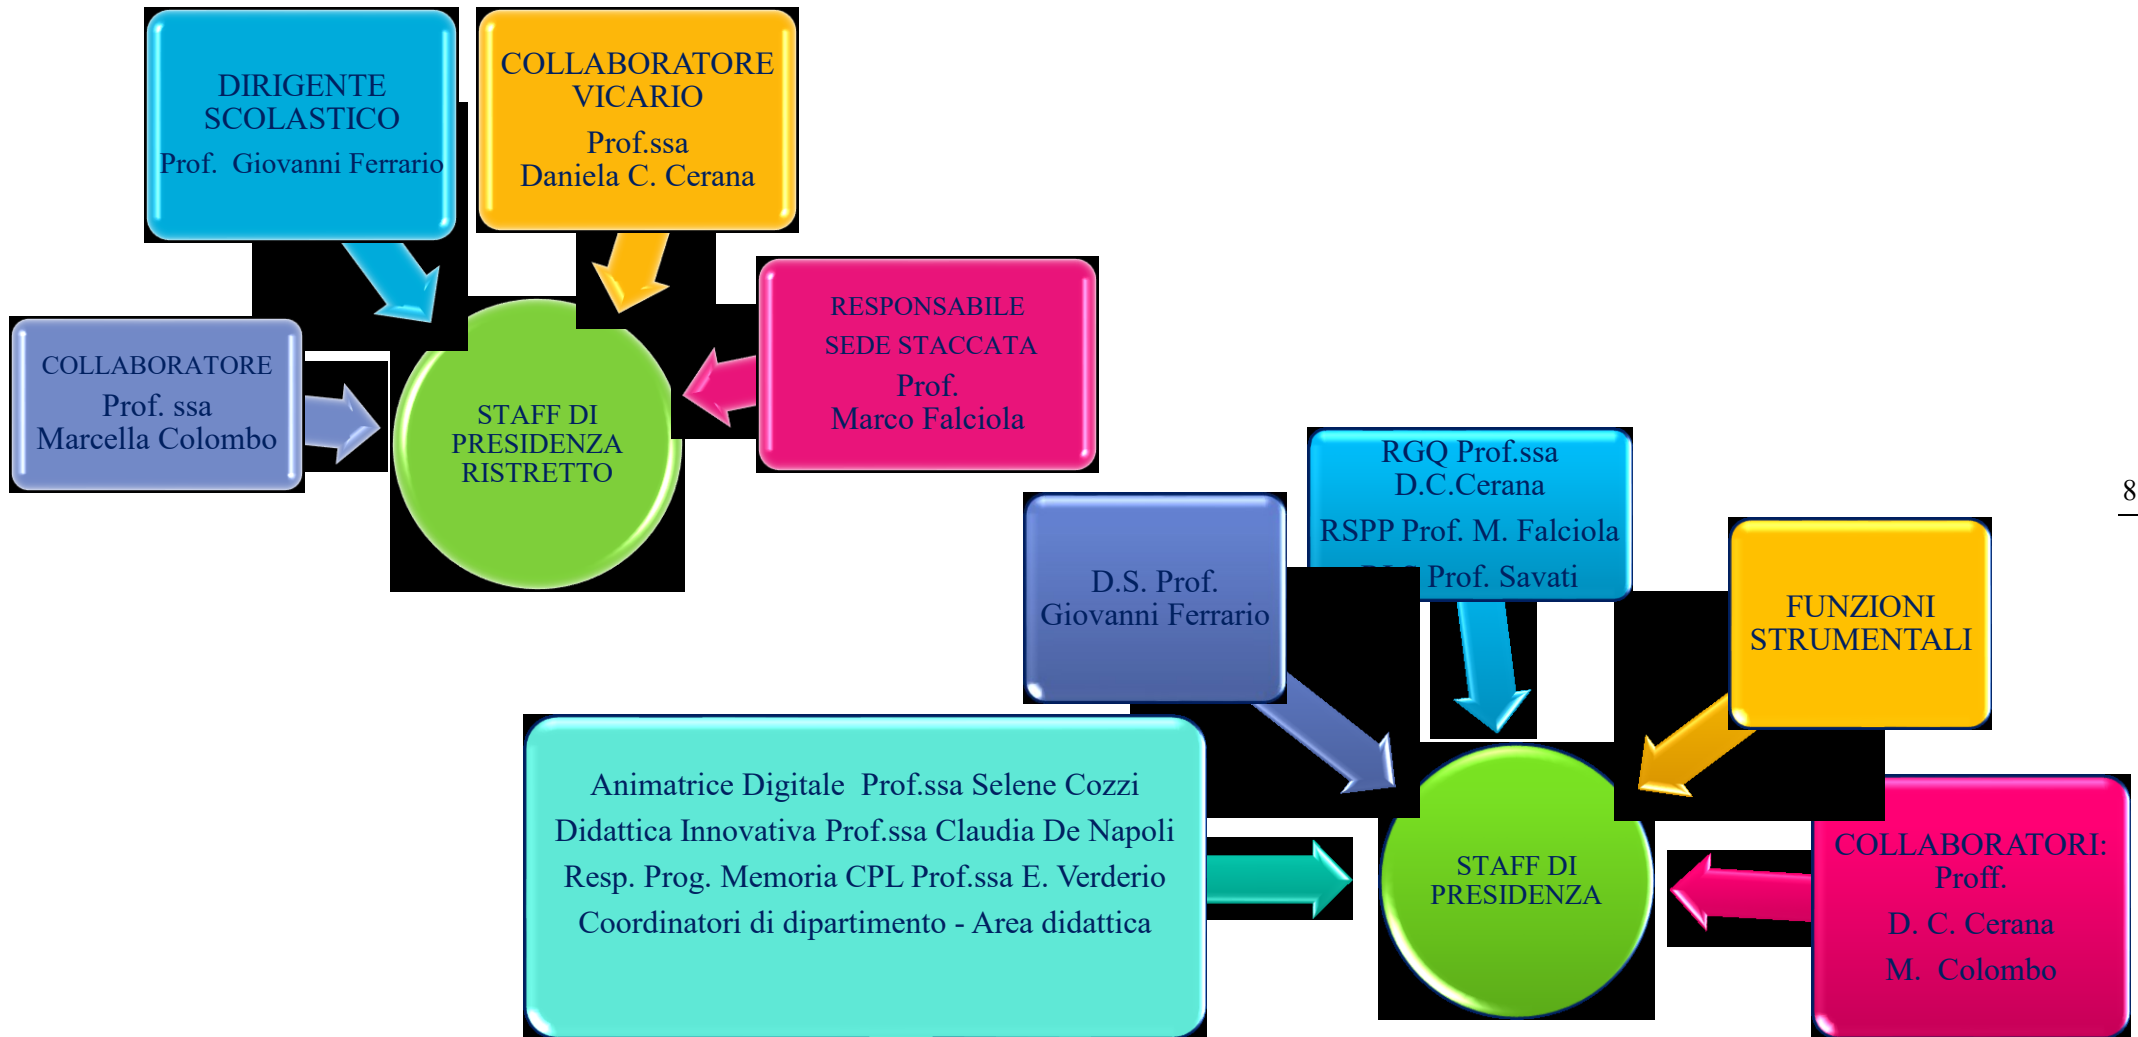 DIRIGENTE
SCOLASTICO
Prof.  Giovanni Ferrario
COLLABORATORE
VICARIO
Prof.ssa
Daniela C. Cerana
COLLABORATORE
Prof. ssa
Marcella Colombo
RESPONSABILE
SEDE STACCATA
Prof.
Marco Falciola
STAFF DI
PRESIDENZA
RISTRETTO
8
D.S. Prof.
Giovanni Ferrario
RGQ Prof.ssa
D.C.Cerana
RSPP Prof. M. Falciola
Prof. Savati
FUNZIONI
STRUMENTALI
Animatrice Digitale  Prof.ssa Selene Cozzi
Didattica Innovativa Prof.ssa Claudia De Napoli
Resp. Prog. Memoria CPL Prof.ssa E. Verderio
Coordinatori di dipartimento - Area didattica
STAFF DI
PRESIDENZA
COLLABORATORI:
Proff.
D. C. Cerana
M.  Colombo